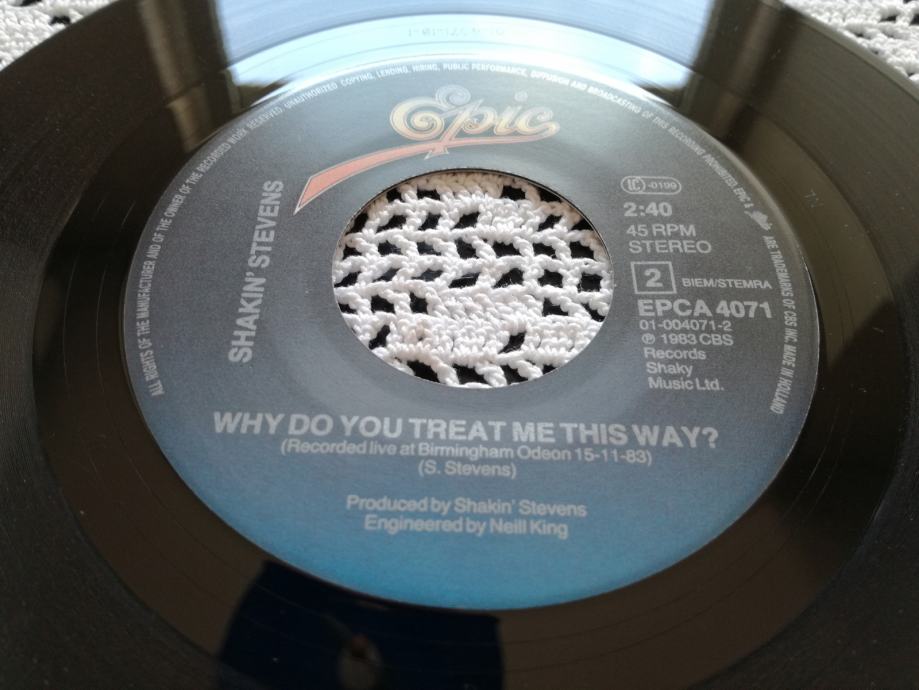 ALL RIGHTS OF THE MANUFACTURER AND OF THE OWNER OF THE RECORDED WORK RESERVED. UNAUTHORIZED COPYING, LENDING, HIRING, PUBLIC PERFORMANCE, DIFFUSION AND BROADCASTING OF THIS RECORDING PROHIBITED. EPIC & ARE TRADEMARKS OF CBS INC. MADE IN HOLLAND
Epic
SHAKIN' STEVENS
LC -0199
2:40
45 RPM
STEREO
2 BIEM/STEMRA
EPCA 4071
01-004071-2
℗ 1983 CBS
Records
Shaky
Music Ltd.
WHY DO YOU TREAT ME THIS WAY?
(Recorded live at Birmingham Odeon 15-11-83)
(S. Stevens)
Produced by Shakin' Stevens
Engineered by Neill King